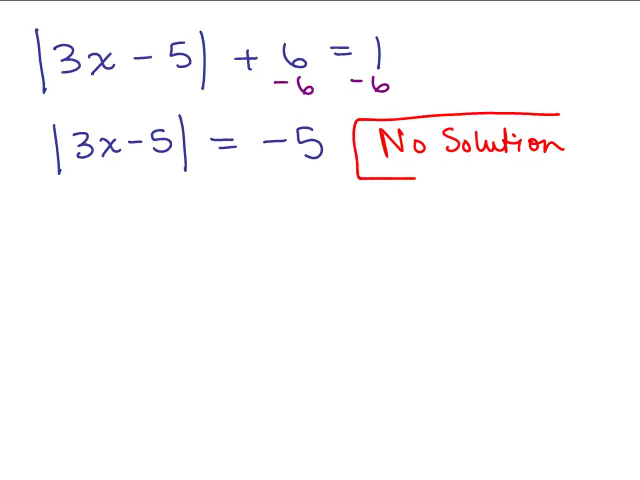 |3x - 5| + 6 = 1
-6 -6
|3x - 5| = -5 No Solution